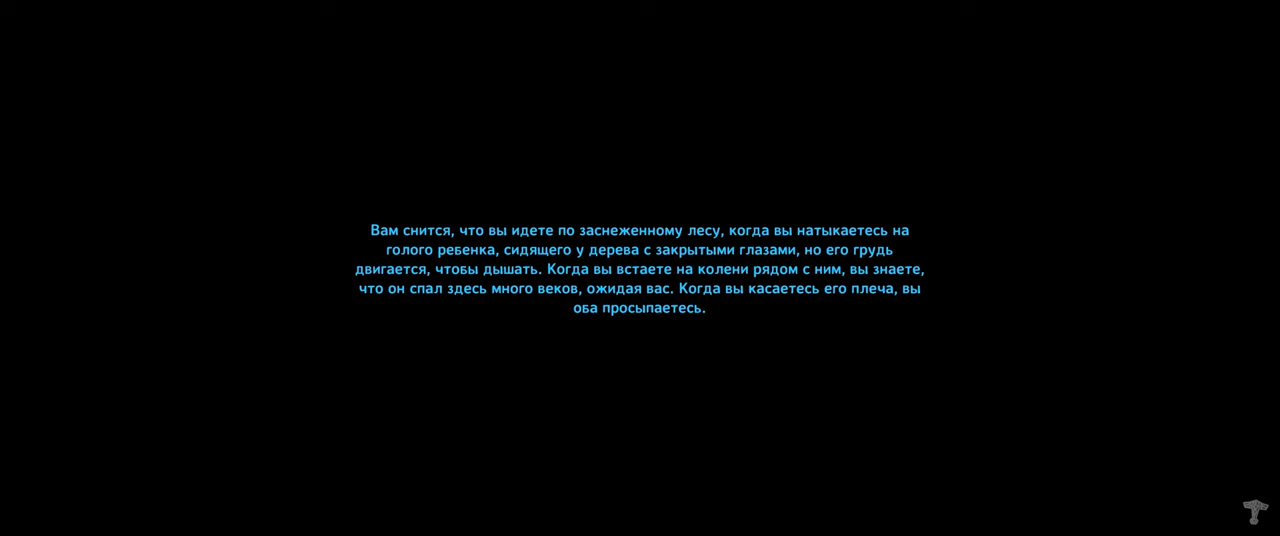 Вам снится, что вы идете по заснеженному лесу, когда вы натыкаетесь на
голого ребенка, сидящего у дерева с закрытыми глазами, но его грудь
двигается, чтобы дышать. Когда вы встаете на колени рядом с ним, вы знаете,
что он спал здесь много веков, ожидая вас. Когда вы касаетесь его плеча, вы
оба просыпаетесь.